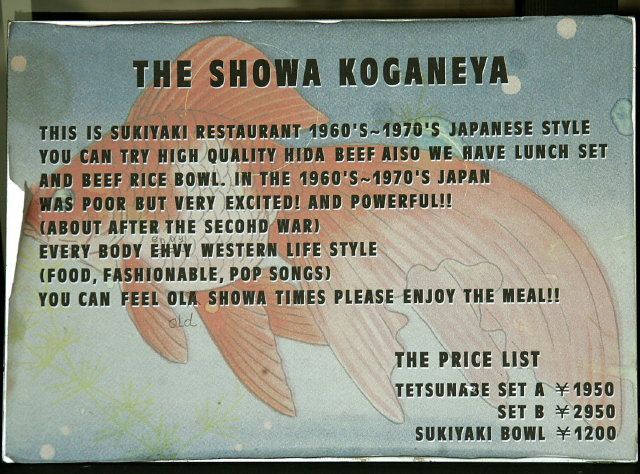 THE SHOWA KOGANEYA
THIS IS SUKIYAKI RESTAURANT 1960'S~1970'S JAPANESE STYLE
YOU CAN TRY HIGH QUALITY HIDA BEEF AISO WE HAVE LUNCH SET
AND BEEF RICE BOWL. IN THE 1960'S~1970'S JAPAN
WAS POOR BUT VERY EXCITED! AND POWERFUL!!
(ABOUT AFTER THE SECOHD WAR)
envy
EVERY BODY EHVY WESTERN LIFE STYLE
(FOOD, FASHIONABLE, POP SONGS)
YOU CAN FEEL OLA SHOWA TIMES PLEASE ENJOY THE MEAL!!
old
THE PRICE LIST
TETSUNABE SET A ¥1950
SET B ¥2950
SUKIYAKI BOWL ¥1200